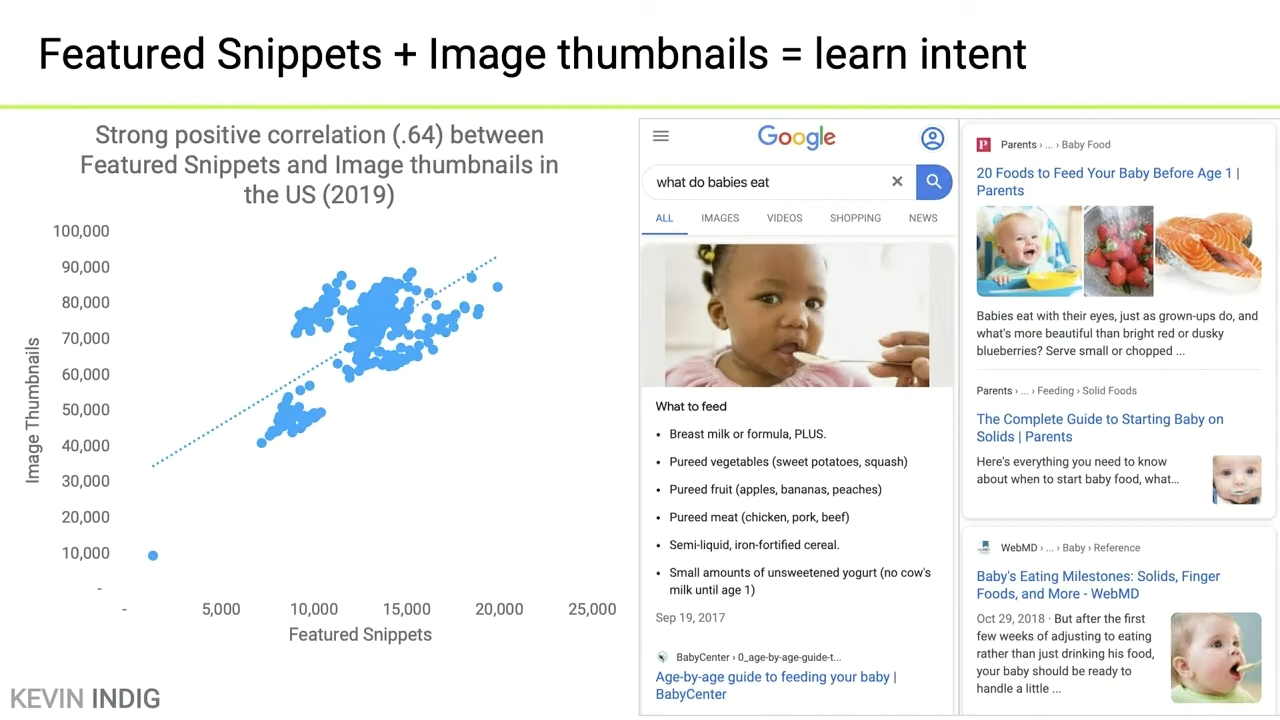 Featured Snippets + Image thumbnails = learn intent
Strong positive correlation (.64) between
Featured Snippets and Image thumbnails in
the US (2019)
100,000
90,000
80,000
70,000
60,000
50,000
40,000
30,000
20,000
10,000
-
Image Thumbnails
-
5,000
10,000
15,000
20,000
25,000
Featured Snippets
KEVIN INDIG
Google
what do babies eat
ALL
IMAGES
VIDEOS
SHOPPING
NEWS
What to feed
• Breast milk or formula, PLUS.
• Pureed vegetables (sweet potatoes, squash)
• Pureed fruit (apples, bananas, peaches)
• Pureed meat (chicken, pork, beef)
• Semi-liquid, iron-fortified cereal.
• Small amounts of unsweetened yogurt (no cow's
milk until age 1)
Sep 19, 2017
BabyCenter › 0_age-by-age-guide-t...
Age-by-age guide to feeding your baby |
BabyCenter
P
Parents › ... › Baby Food
20 Foods to Feed Your Baby Before Age 1 |
Parents
Babies eat with their eyes, just as grown-ups do, and
what's more beautiful than bright red or dusky
blueberries? Serve small or chopped ...
Parents › ... › Feeding › Solid Foods
The Complete Guide to Starting Baby on
Solids | Parents
Here's everything you need to know
about when to start baby food, what...
WebMD › ... › Baby › Reference
Baby's Eating Milestones: Solids, Finger
Foods, and More - WebMD
Oct 29, 2018 · But after the first
few weeks of adjusting to eating
rather than just drinking his food,
your baby should be ready to
handle a little ...